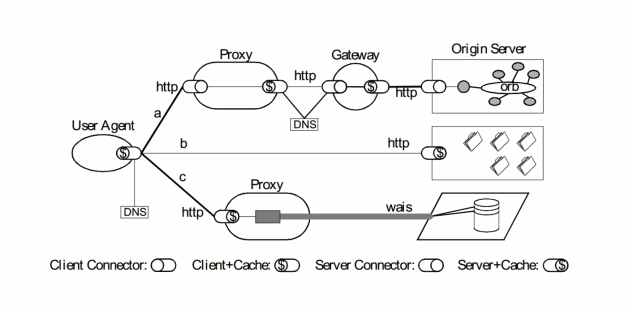 Origin Server
Proxy
Gateway
http
http
$
$
http
orb
a
DNS
User Agent
$
b
http
$
c
Proxy
DNS
http
$
wais
Client Connector:
Client+Cache:
$
Server Connector:
Server+Cache:
$